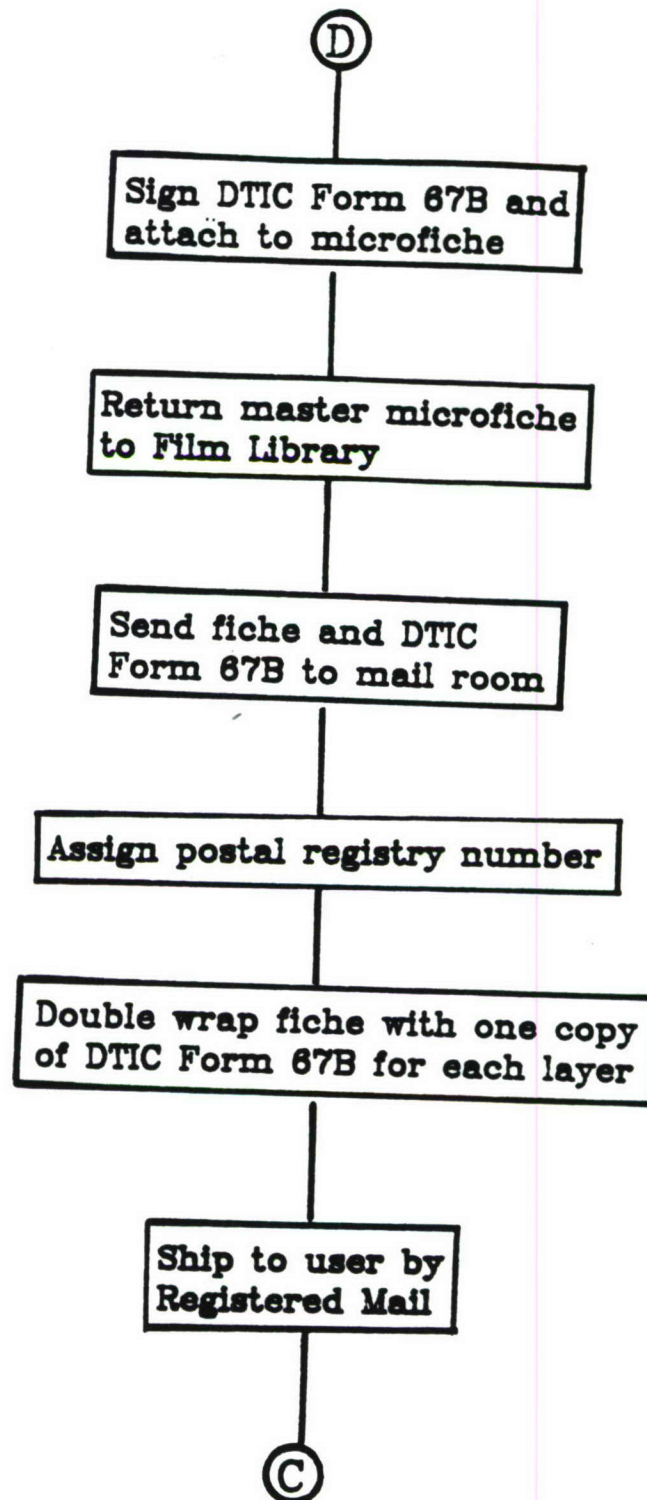 D
Sign DTIC Form 67B and
attach to microfiche
Return master microfiche
to Film Library
Send fiche and DTIC
Form 67B to mail room
Assign postal registry number
Double wrap fiche with one copy
of DTIC Form 67B for each layer
Ship to user by
Registered Mail
C